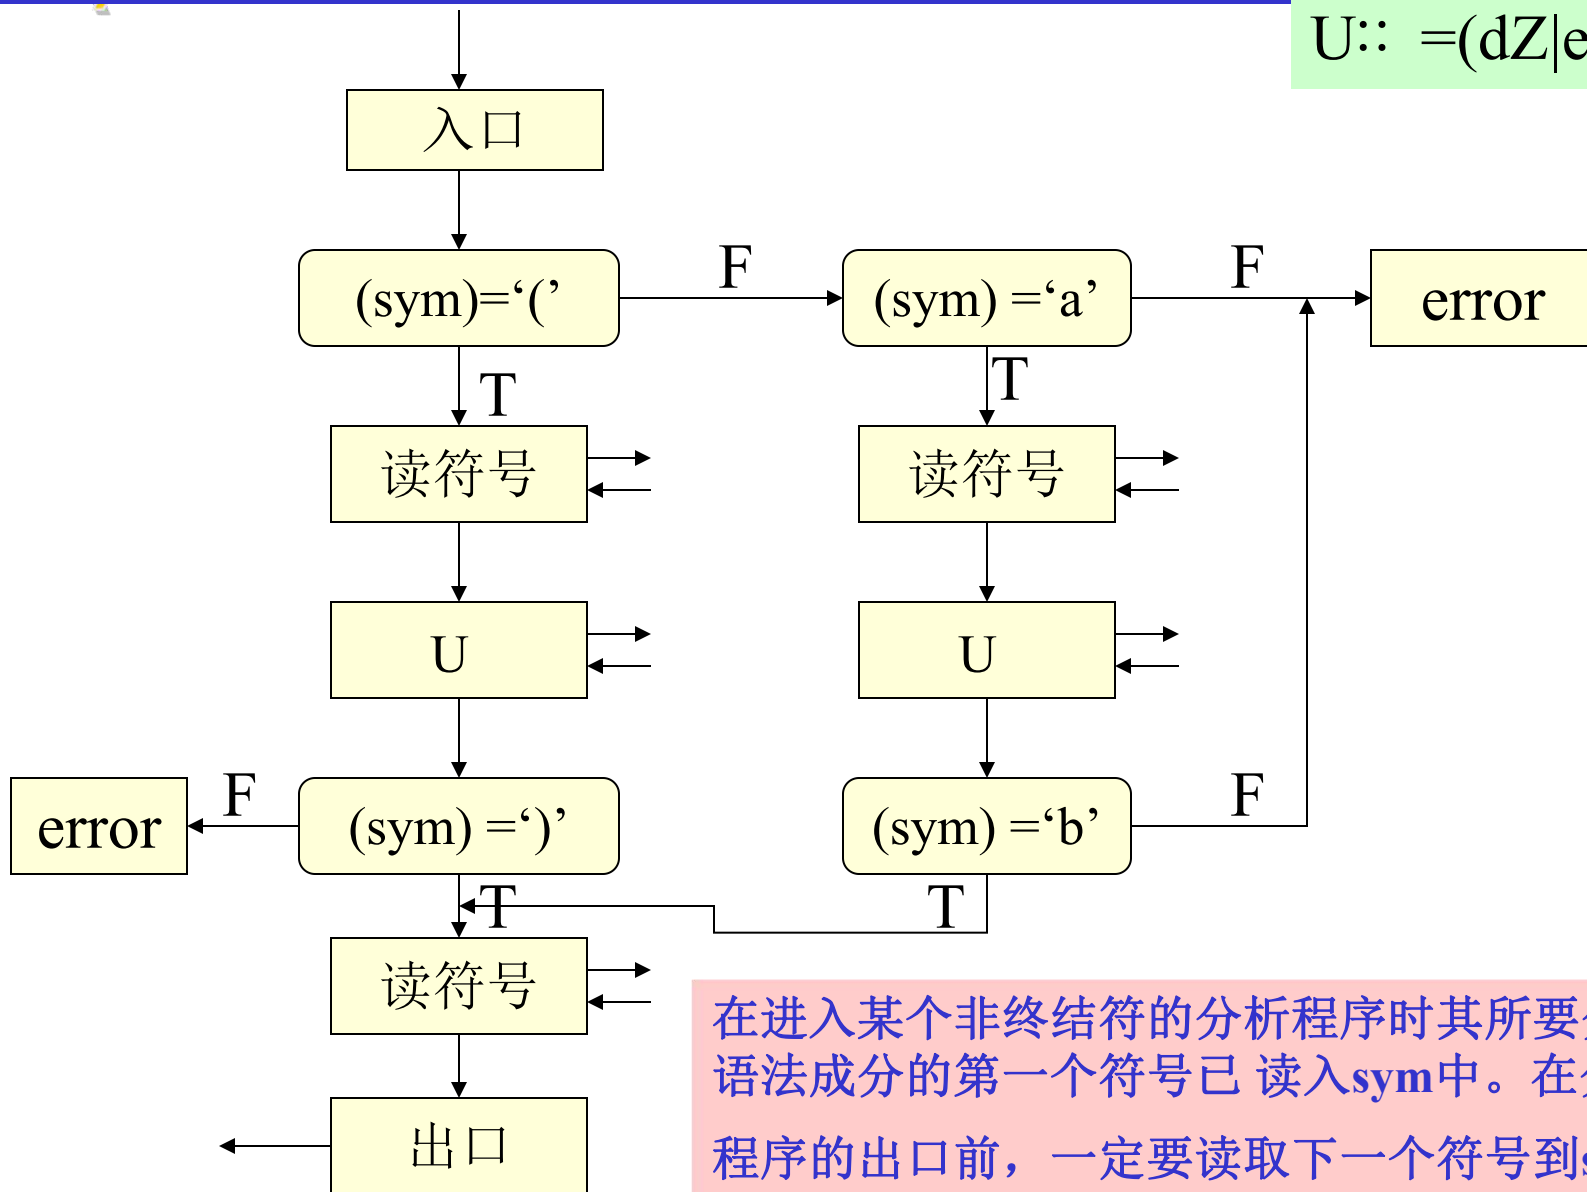 U∷ =(dZ|e
入口
(sym)=‘(’
F
(sym) =‘a’
F
error
T
T
读符号
读符号
U
U
error
F
(sym) =‘)’
(sym) =‘b’
F
T
T
读符号
在进入某个非终结符的分析程序时其所要
语法成分的第一个符号已 读入sym中。在
出口
程序的出口前，一定要读取下一个符号到s